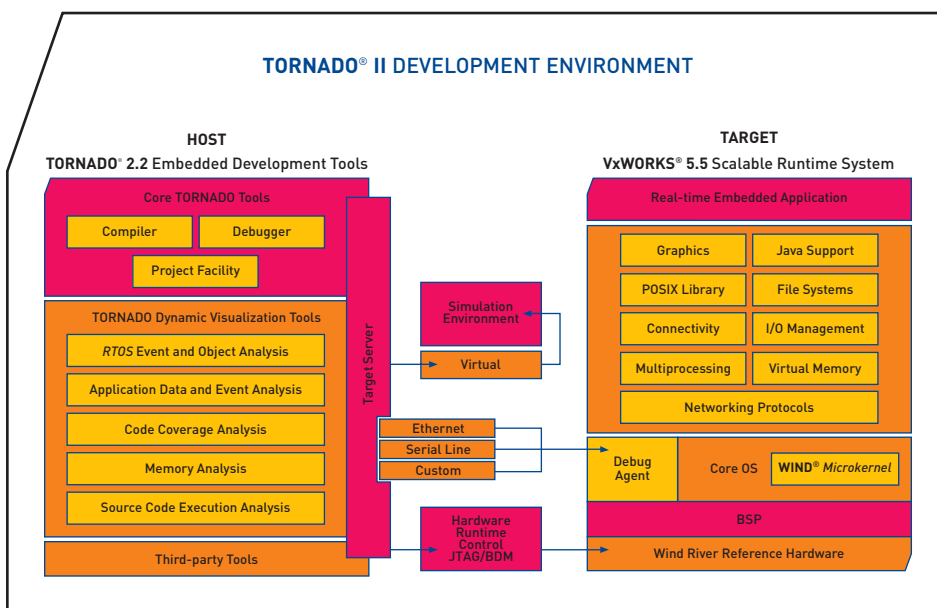 TORNADO® II DEVELOPMENT ENVIRONMENT
HOST
TORNADO® 2.2 Embedded Development Tools
Core TORNADO Tools
Compiler
Debugger
Project Facility
TORNADO Dynamic Visualization Tools
RTOS Event and Object Analysis
Application Data and Event Analysis
Code Coverage Analysis
Memory Analysis
Source Code Execution Analysis
Third-party Tools
Target Server
Simulation
Environment
Virtual
Ethernet
Serial Line
Custom
Hardware
Runtime
Control
JTAG/BDM
TARGET
VxWORKS® 5.5 Scalable Runtime System
Real-time Embedded Application
Graphics
Java Support
POSIX Library
File Systems
Connectivity
I/O Management
Multiprocessing
Virtual Memory
Networking Protocols
Debug
Agent
Core OS
WIND® Microkernel
BSP
Wind River Reference Hardware